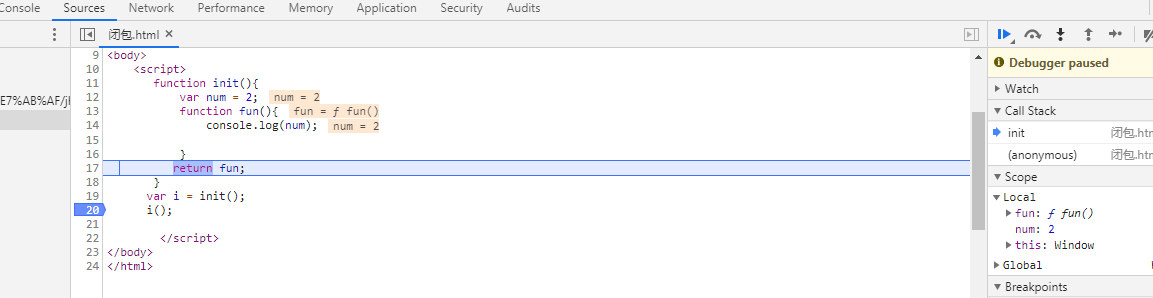 Console Sources Network Performance Memory Application Security Audits
闭包.html ×
E7%AB%AF/jl
9 <body>
10 <script>
11 function init(){
12 var num = 2; num = 2
13 function fun(){ fun = ƒ fun()
14 console.log(num); num = 2
15
16 }
17 return fun;
18 }
19 var i = init();
20 i();
21
22 </script>
23 </body>
24 </html>
Debugger paused
Watch
Call Stack
init 闭包.htm
(anonymous) 闭包.htm
Scope
Local
fun: ƒ fun()
num: 2
this: Window
Global
Breakpoints